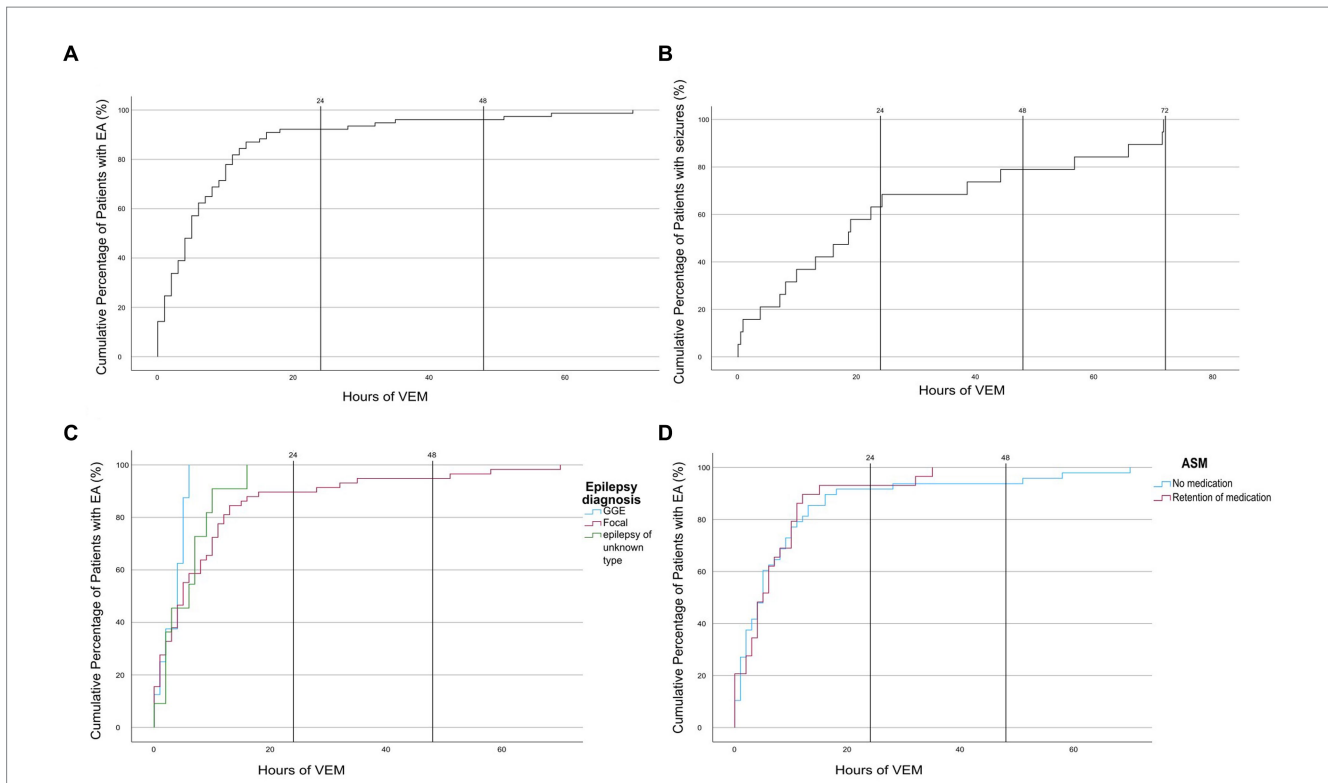 A
Cumulative Percentage of Patients with EA (%)
100
80
60
40
20
0
24
48
0
20
40
60
Hours of VEM
B
Cumulative Percentage of Patients with seizures (%)
100
80
60
40
20
0
24
48
72
0
20
40
60
80
Hours of VEM
C
Cumulative Percentage of Patients with EA (%)
100
80
60
40
20
0
24
48
0
20
40
60
Hours of VEM
Epilepsy
diagnosis
GGE
Focal
epilepsy of
unknown
type
D
Cumulative Percentage of Patients with EA (%)
100
80
60
40
20
0
24
48
0
20
40
60
Hours of VEM
ASM
No medication
Retention of medication